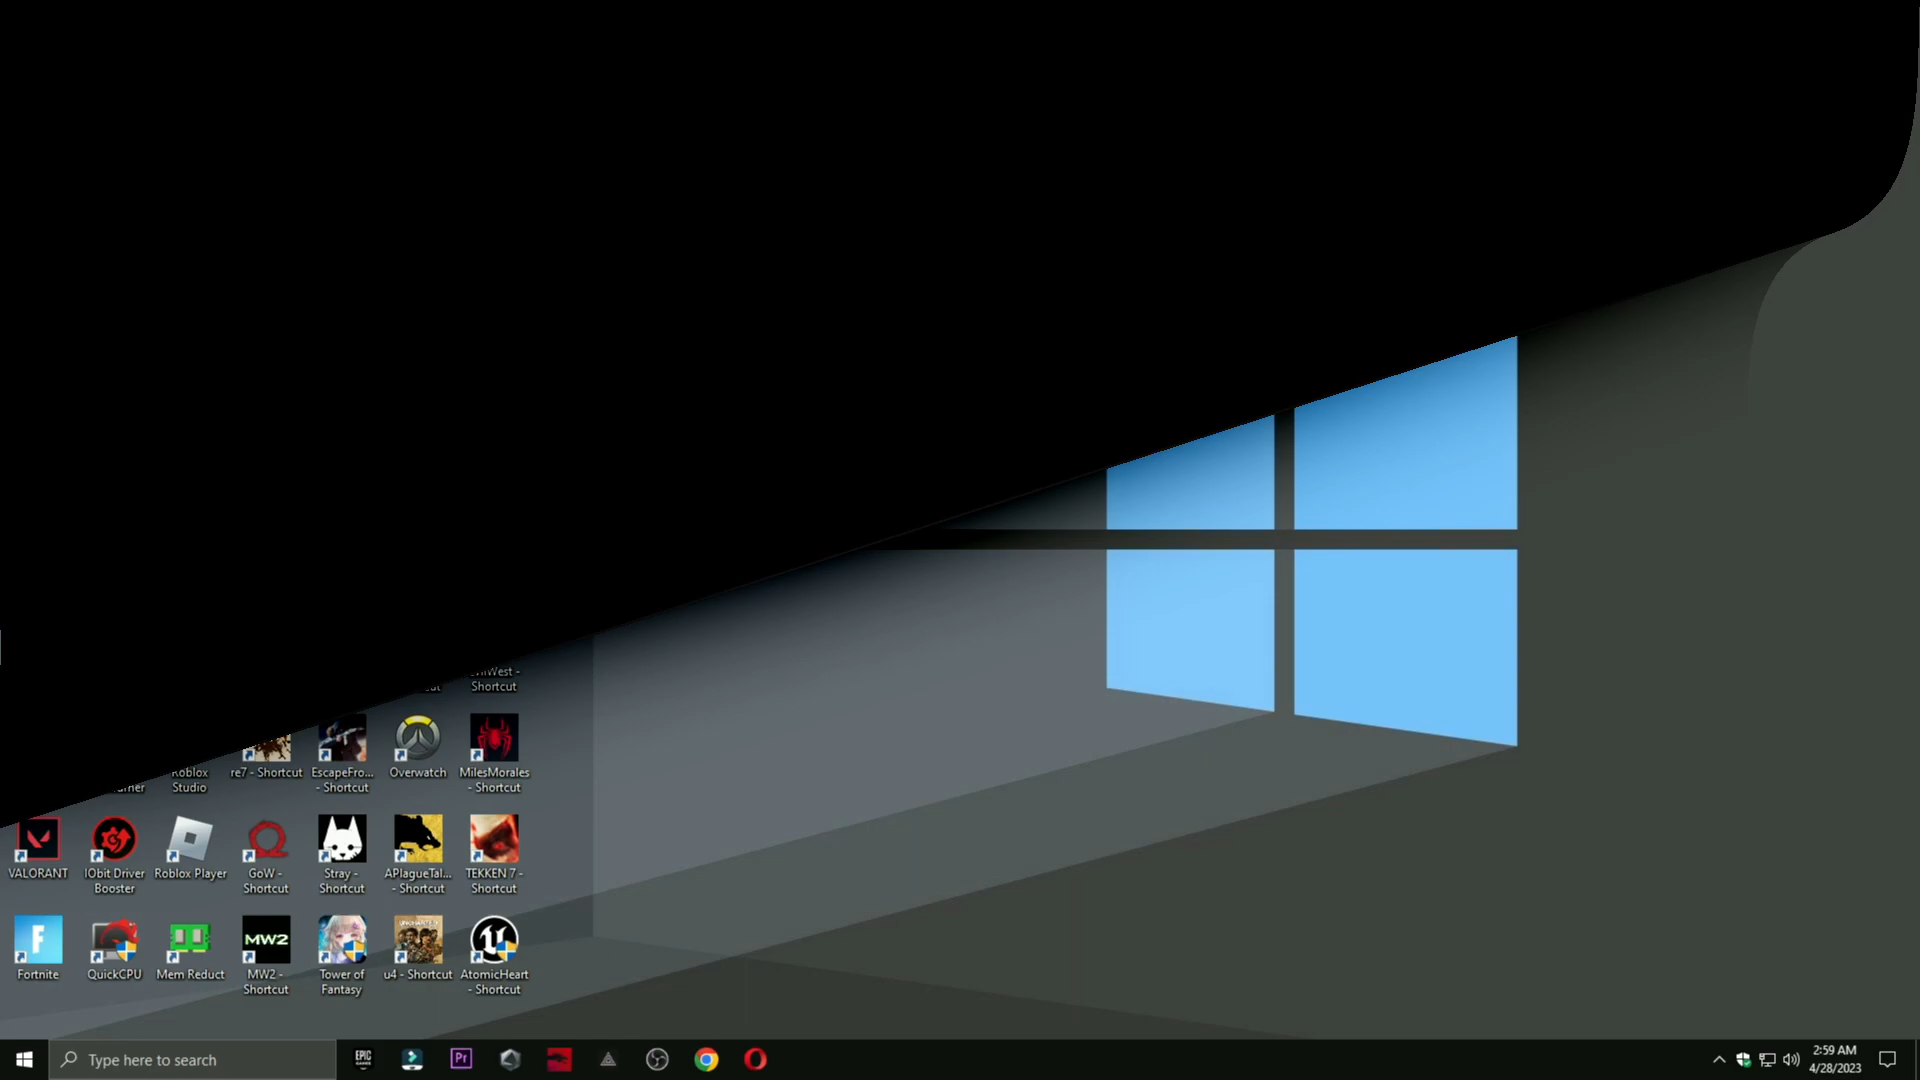 Shortcut
Roblox
Studio
re7 - Shortcut
EscapeFro...
- Shortcut
Overwatch
MilesMorales
- Shortcut
VALORANT
IObit Driver
Booster
Roblox Player
GoW -
Shortcut
Stray -
Shortcut
APlagueTal...
- Shortcut
TEKKEN 7 -
Shortcut
Fortnite
QuickCPU
Mem Reduct
MW2
MW2 -
Shortcut
Tower of
Fantasy
u4 - Shortcut
AtomicHeart
- Shortcut
Type here to search
EPIC
GAMES
Pr
2:59 AM
4/28/2023